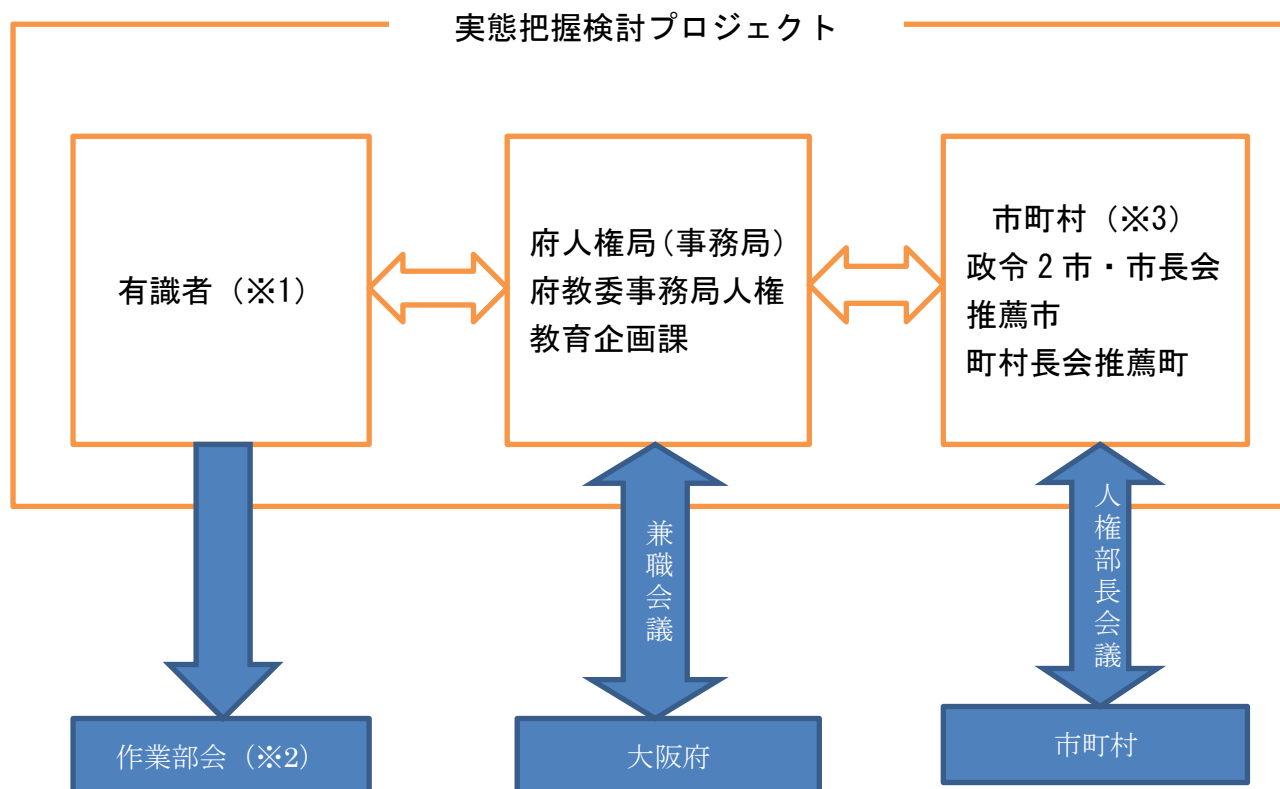 実態把握検討プロジェクト
有識者（※1）
府人権局（事務局）
府教委事務局人権
教育企画課
市町村（※3）
政令２市・市長会
推薦市
町村長会推薦町
兼職会議
人権部長会議
作業部会（※2）
大阪府
市町村